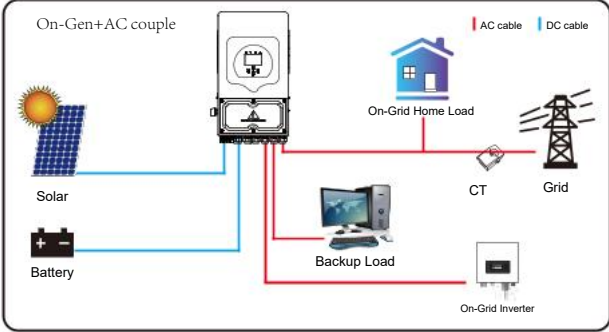 On-Gen+AC couple
AC cable
DC cable
On-Grid Home Load
Solar
CT
Grid
Battery
Backup Load
On-Grid Inverter